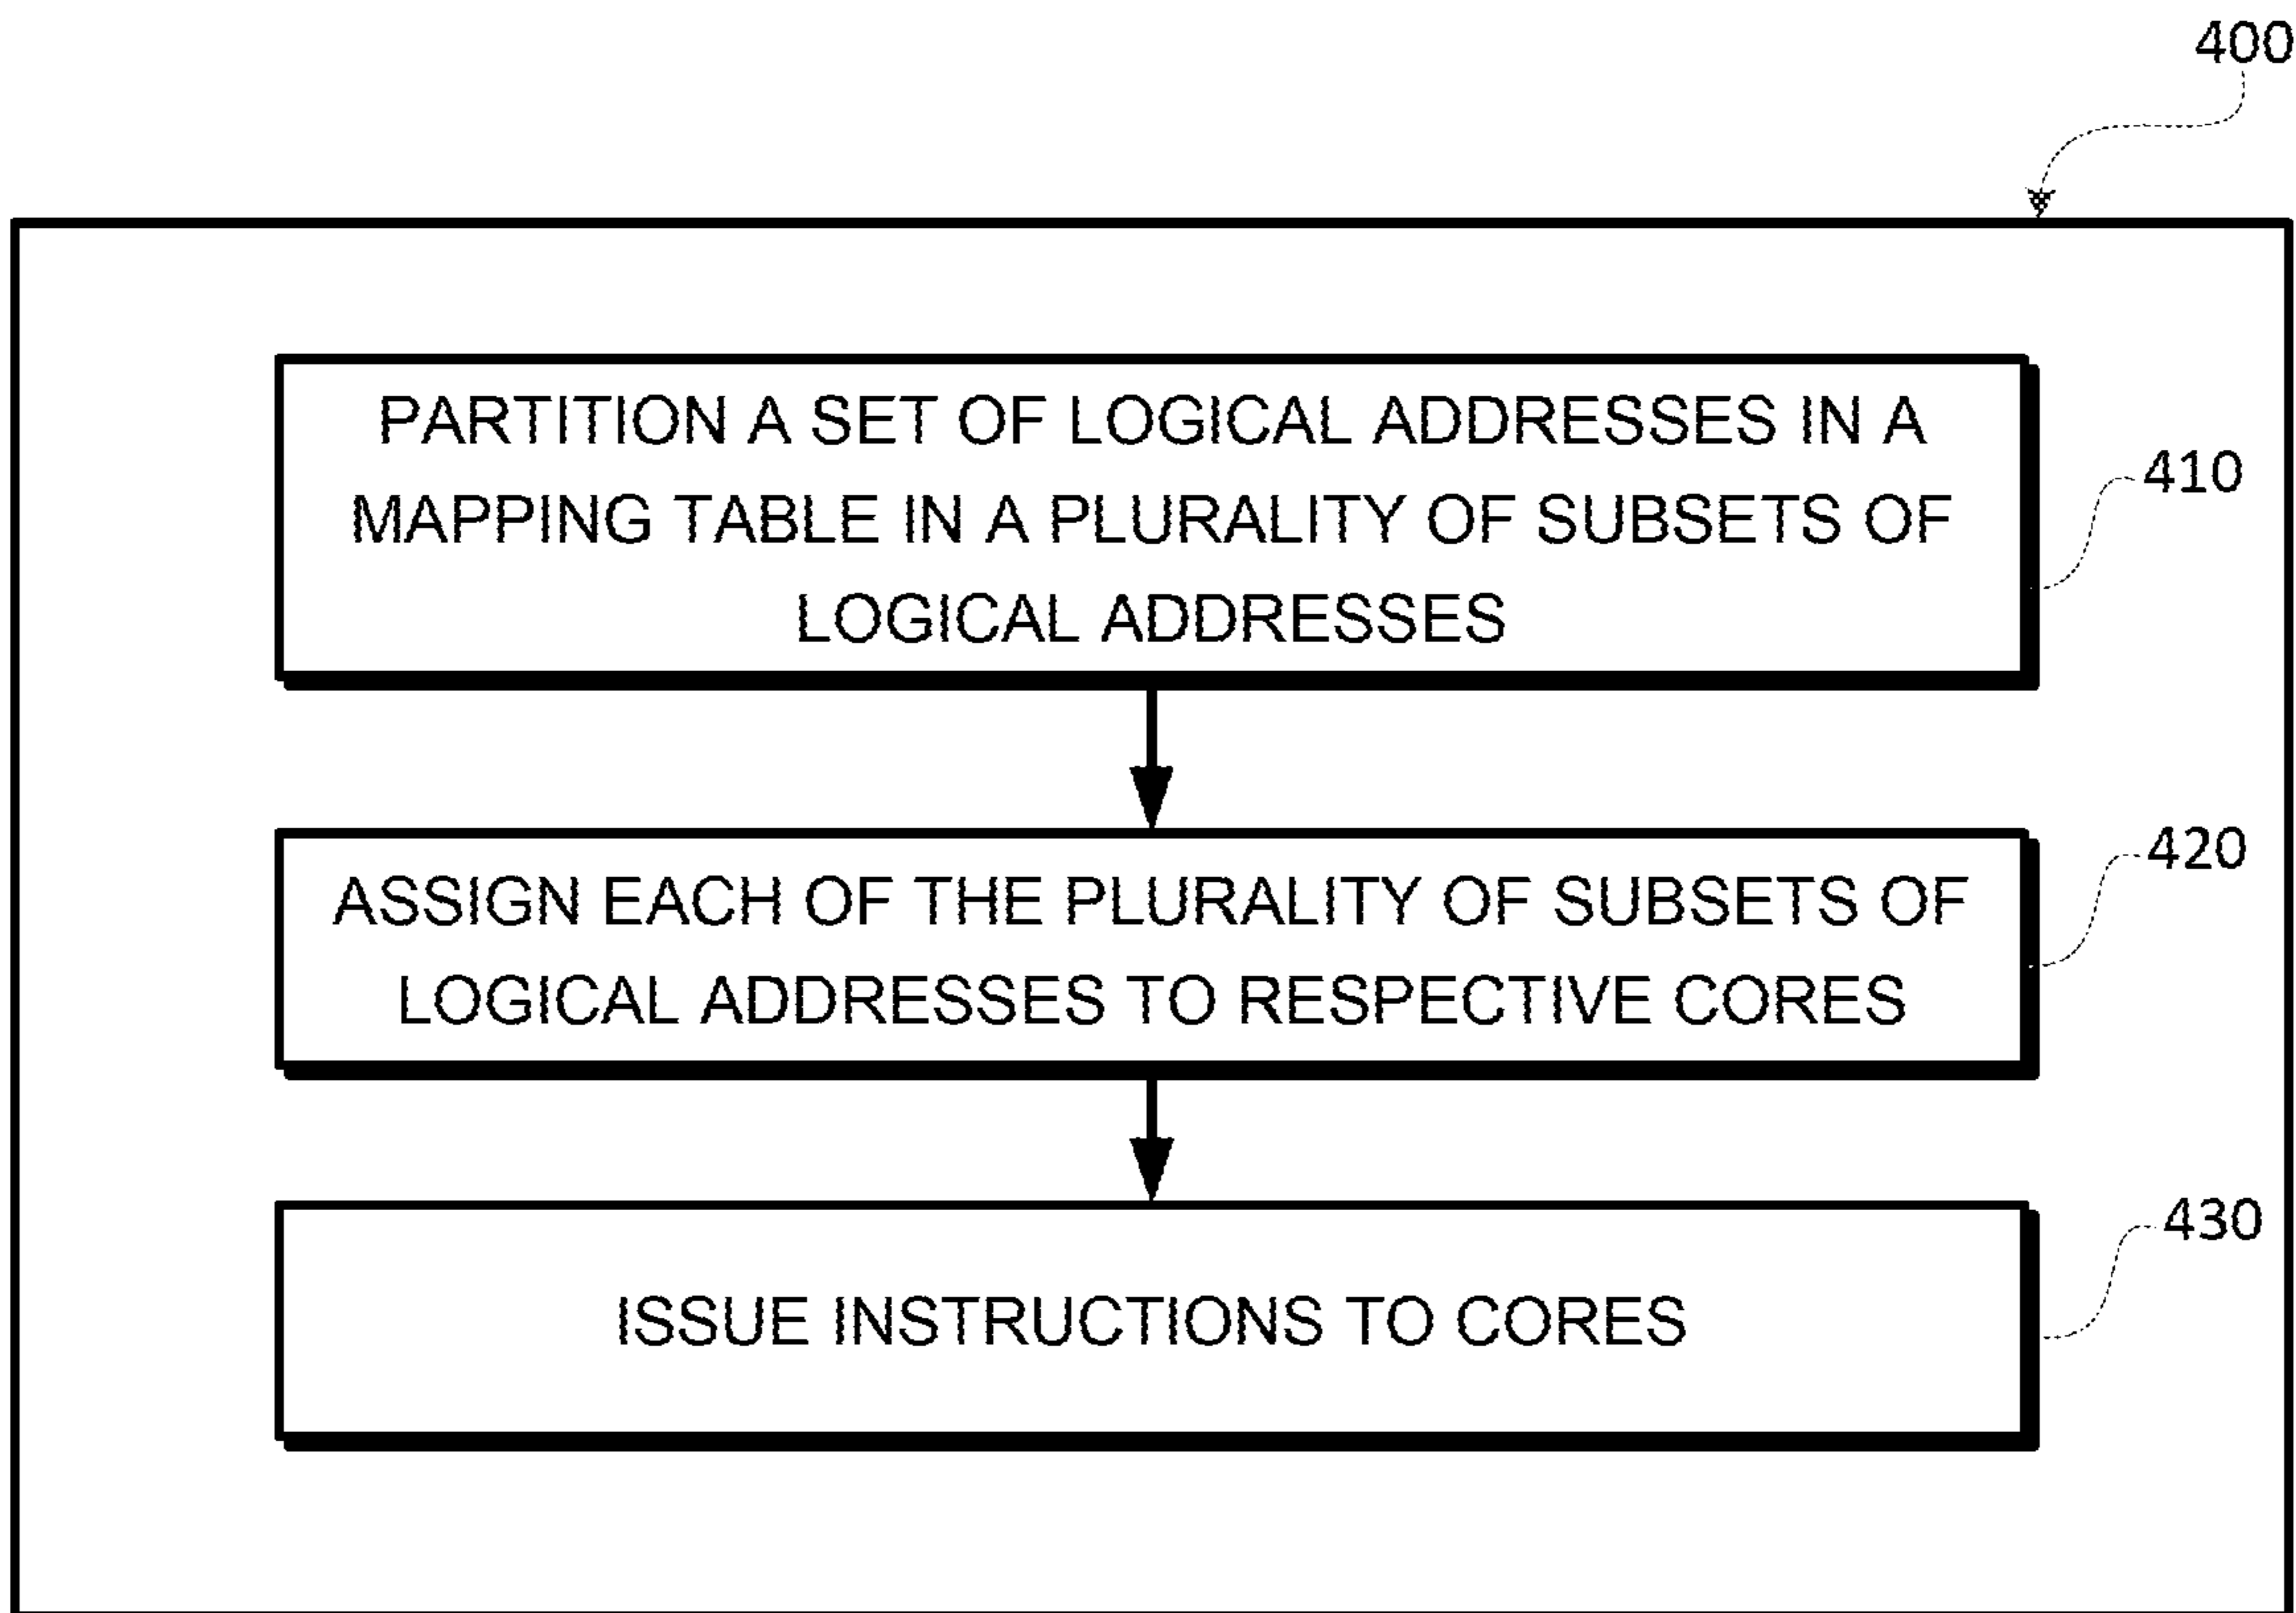 400
PARTITION A SET OF LOGICAL ADDRESSES IN A
MAPPING TABLE IN A PLURALITY OF SUBSETS OF
LOGICAL ADDRESSES
410
ASSIGN EACH OF THE PLURALITY OF SUBSETS OF
LOGICAL ADDRESSES TO RESPECTIVE CORES
420
ISSUE INSTRUCTIONS TO CORES
430